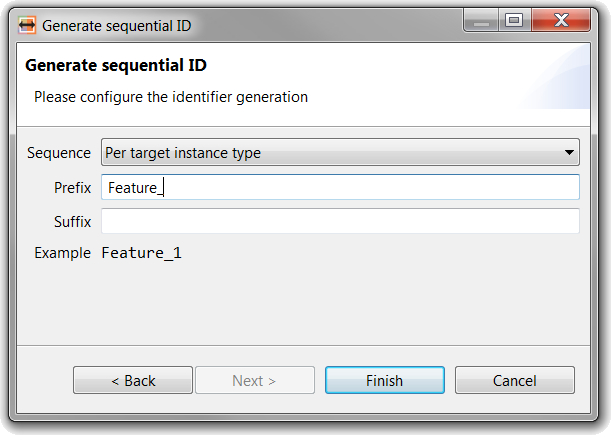 Generate sequential ID
Generate sequential ID
Please configure the identifier generation
Sequence Per target instance type
Prefix Feature_
Suffix
Example Feature_1
< Back Next > Finish Cancel